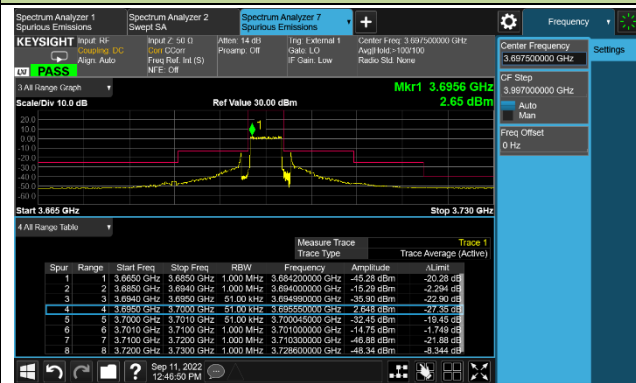 Spectrum Analyzer 1 Spectrum Analyzer 2 Spectrum Analyzer 7 Frequency
Spurious Emissions Swept SA Spurious Emissions
KEYSIGHT Input: RF Input Z: 50 Ω Atten: 14 dB Trig: External 1 Center Freq: 3.697500000 GHz
Coupling: DC Corr CCorr Preamp: Off Gate: LO Avg|Hold:>100/100
Align: Auto Freq Ref: Int (S) IF Gain: Low Radio Std: None
NFE: Off
LXI PASS
Center Frequency Settings
3.697500000 GHz
CF Step
3.997000000 GHz
Auto
Man
Freq Offset
0 Hz
3 All Range Graph Mkr1 3.6956 GHz
Scale/Div 10.0 dB Ref Value 30.00 dBm 2.65 dBm
20.0
10.0
0.00
-10.0
-20.0
-30.0
-40.0
-50.0
-60.0
1
Start 3.665 GHz Stop 3.730 GHz
4 All Range Table
Measure Trace Trace 1
Trace Type Trace Average (Active)
Spur Range Start Freq Stop Freq RBW Frequency Amplitude ΔLimit
1 1 3.6650 GHz 3.6850 GHz 1.000 MHz 3.684200000 GHz -45.28 dBm -20.28 dB
2 2 3.6850 GHz 3.6940 GHz 1.000 MHz 3.694000000 GHz -15.29 dBm -2.294 dB
3 3 3.6940 GHz 3.6950 GHz 51.00 kHz 3.694990000 GHz -35.90 dBm -22.90 dB
4 4 3.6950 GHz 3.7000 GHz 51.00 kHz 3.695550000 GHz 2.648 dBm -27.35 dB
5 5 3.7000 GHz 3.7010 GHz 51.00 kHz 3.700045000 GHz -32.45 dBm -19.45 dB
6 6 3.7010 GHz 3.7100 GHz 1.000 MHz 3.701000000 GHz -14.75 dBm -1.749 dB
7 7 3.7100 GHz 3.7200 GHz 1.000 MHz 3.710300000 GHz -46.88 dBm -21.88 dB
8 8 3.7200 GHz 3.7300 GHz 1.000 MHz 3.728600000 GHz -48.34 dBm -8.344 dB
Sep 11, 2022
12:46:50 PM